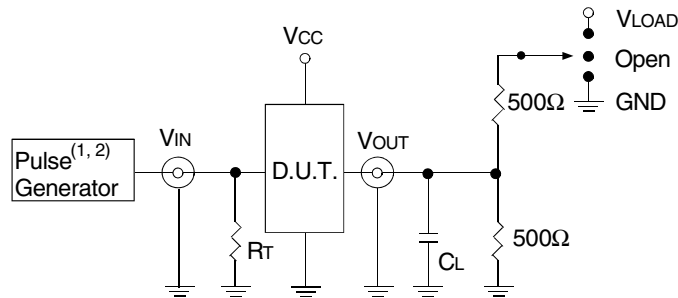 VLOAD
VCC
Open
500Ω
GND
VIN
VOUT
Pulse(1, 2)
Generator
D.U.T.
RT
CL
500Ω